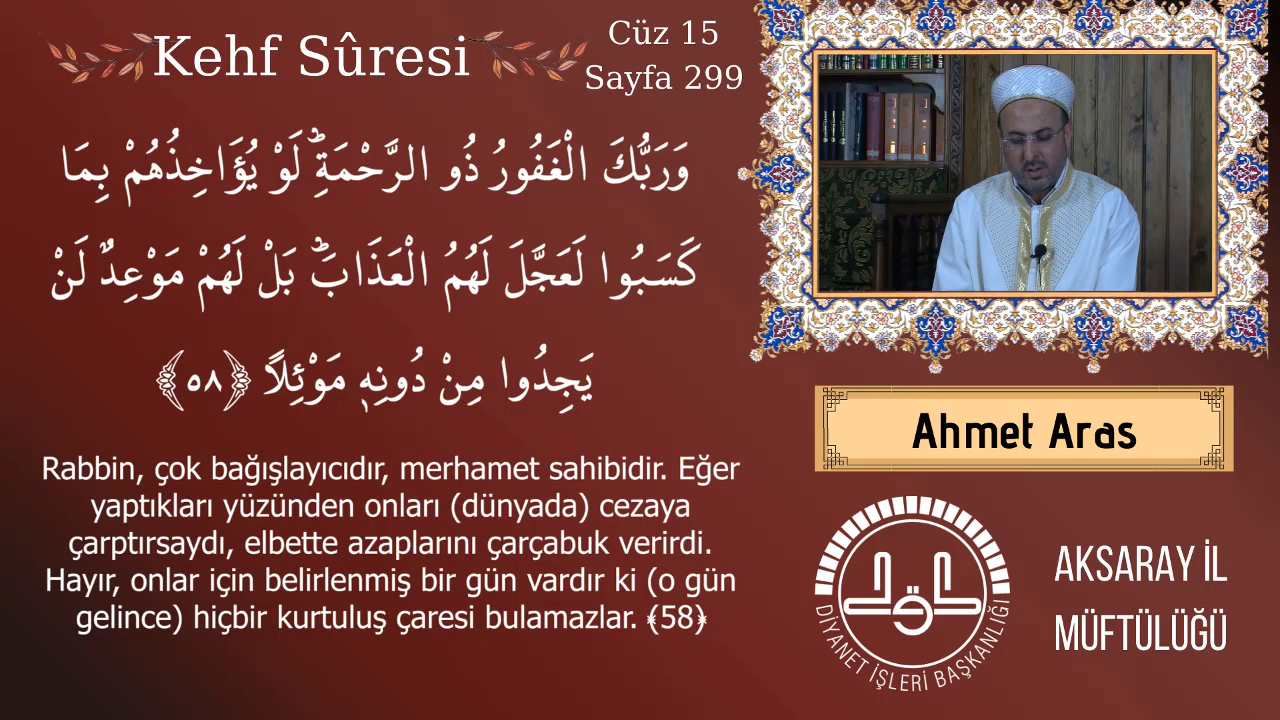 Kehf Sûresi
Cüz 15
Sayfa 299
وَرَبُّكَ الْغَفُورُ ذُو الرَّحْمَةِۜ لَوْ يُؤَاخِذُهُمْ بِمَا
كَسَبُوا لَعَجَّلَ لَهُمُ الْعَذَابَۜ بَلْ لَهُمْ مَوْعِدٌ لَنْ
يَجِدُوا مِنْ دُونِه۪ مَوْئِلاً ﴿٥٨﴾
Rabbin, çok bağışlayıcıdır, merhamet sahibidir. Eğer
yaptıkları yüzünden onları (dünyada) cezaya
çarptırsaydı, elbette azaplarını çarçabuk verirdi.
Hayır, onlar için belirlenmiş bir gün vardır ki (o gün
gelince) hiçbir kurtuluş çaresi bulamazlar. ﴾58﴿
Ahmet Aras
DİYANET İŞLERİ BAŞKANLIĞI
AKSARAY İL
MÜFTÜLÜĞÜ